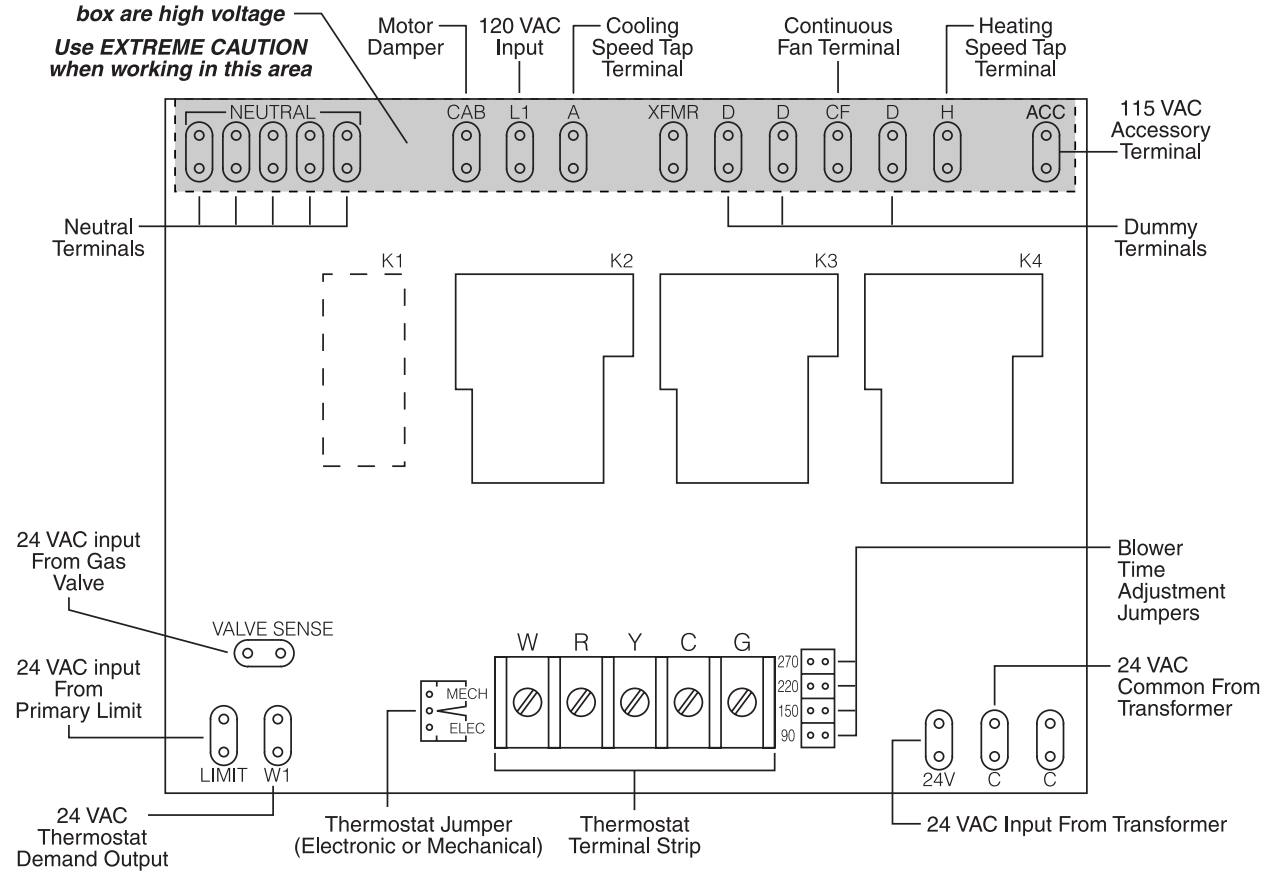 box are high voltage
Use EXTREME CAUTION
when working in this area
Motor
Damper
120 VAC
Input
Cooling
Speed Tap
Terminal
Continuous
Fan Terminal
Heating
Speed Tap
Terminal
115 VAC
Accessory
Terminal
NEUTRAL
CAB
L1
A
XFMR
D
D
CF
D
H
ACC
Neutral
Terminals
Dummy
Terminals
K1
K2
K3
K4
24 VAC input
From Gas
Valve
VALVE SENSE
24 VAC input
From
Primary Limit
LIMIT
W1
24 VAC
Thermostat
Demand Output
MECH
ELEC
Thermostat Jumper
(Electronic or Mechanical)
W
R
Y
C
G
Thermostat
Terminal Strip
270
220
150
90
Blower
Time
Adjustment
Jumpers
24 VAC
Common From
Transformer
24V
C
C
24 VAC Input From Transformer